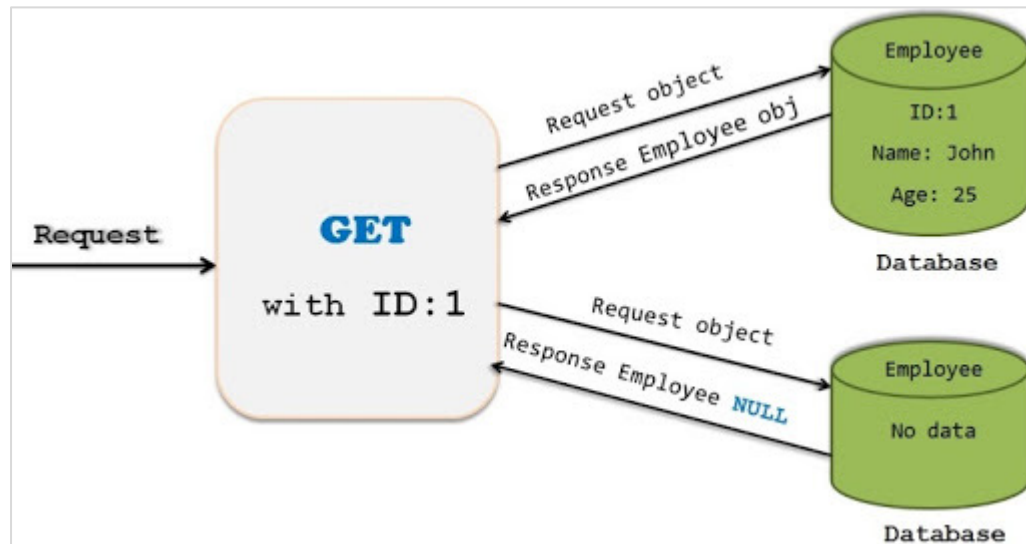 Request
GET
with ID:1
Request object
Response Employee obj
Employee
ID:1
Name: John
Age: 25
Database
Request object
Response Employee NULL
Employee
No data
Database